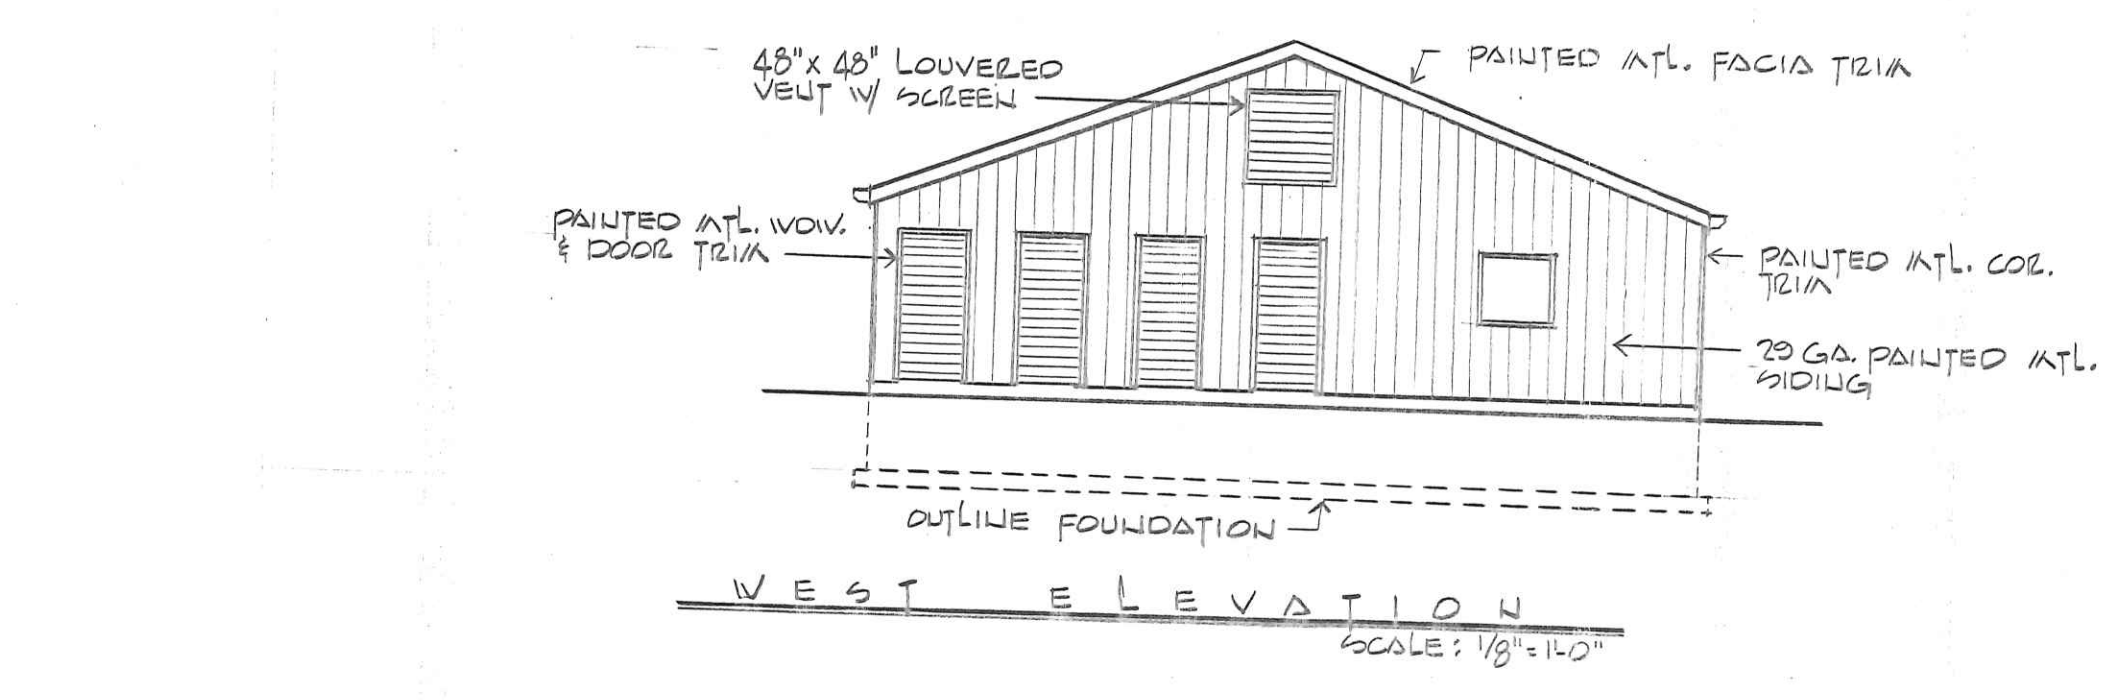 48" x 48" LOUVERED
VENT W/ SCREEN
PAINTED MTL. FACIA TRIM
PAINTED MTL. WDW.
& DOOR TRIM
PAINTED MTL. COR.
TRIM
29 GA. PAINTED MTL.
SIDING
OUTLINE FOUNDATION
WEST ELEVATION
SCALE: 1/8" = 1'-0"